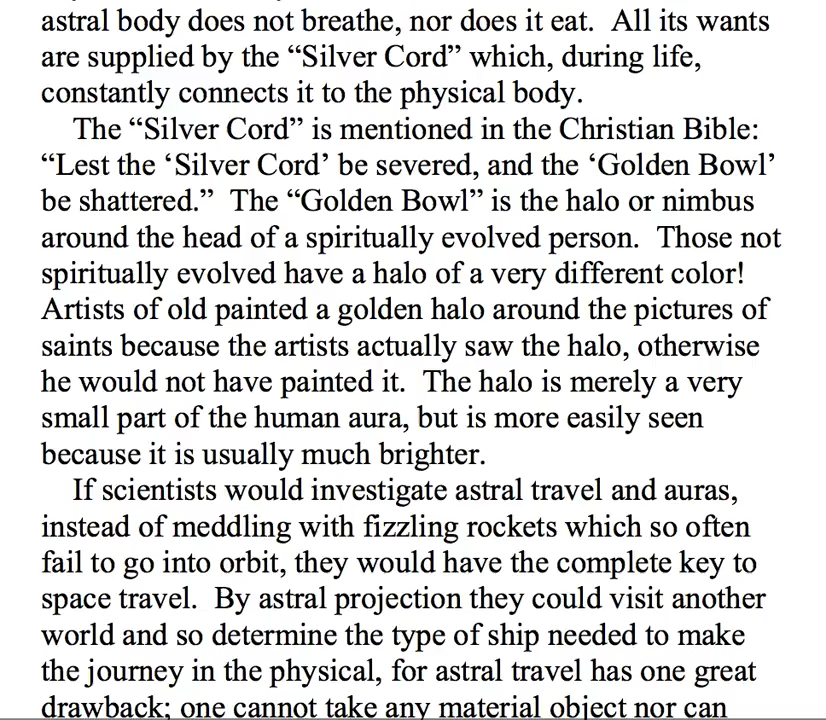 astral body does not breathe, nor does it eat.  All its wants
are supplied by the “Silver Cord” which, during life,
constantly connects it to the physical body.
The “Silver Cord” is mentioned in the Christian Bible:
“Lest the ‘Silver Cord’ be severed, and the ‘Golden Bowl’
be shattered.”  The “Golden Bowl” is the halo or nimbus
around the head of a spiritually evolved person.  Those not
spiritually evolved have a halo of a very different color!
Artists of old painted a golden halo around the pictures of
saints because the artists actually saw the halo, otherwise
he would not have painted it.  The halo is merely a very
small part of the human aura, but is more easily seen
because it is usually much brighter.
If scientists would investigate astral travel and auras,
instead of meddling with fizzling rockets which so often
fail to go into orbit, they would have the complete key to
space travel.  By astral projection they could visit another
world and so determine the type of ship needed to make
the journey in the physical, for astral travel has one great
drawback; one cannot take any material object nor can